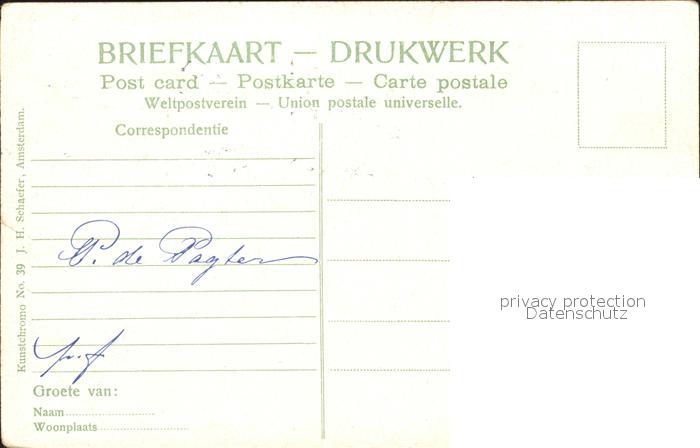 BRIEFKAART — DRUKWERK
Post card — Postkarte — Carte postale
Weltpostverein — Union postale universelle.
Correspondentie
P. de Pagter
p.f.
Groete van:
Naam
Woonplaats
Kunstchromo No. 39 J. H. Schaefer, Amsterdam.
privacy protection
Datenschutz